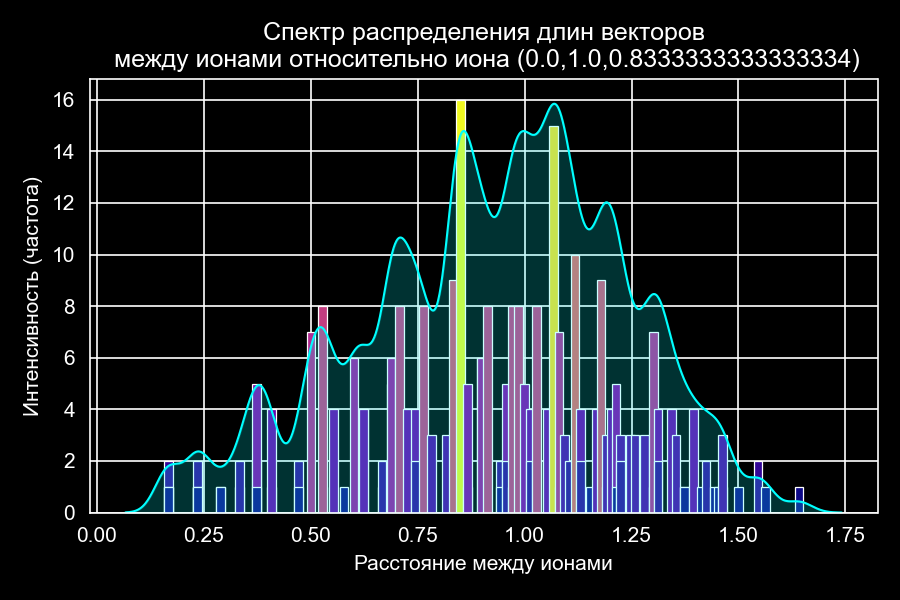 Спектр распределения длин векторов
между ионами относительно иона (0.0,1.0,0.8333333333333334)
16
14
12
10
8
6
4
2
0
Интенсивность (частота)
0.00 0.25 0.50 0.75 1.00 1.25 1.50 1.75
Расстояние между ионами